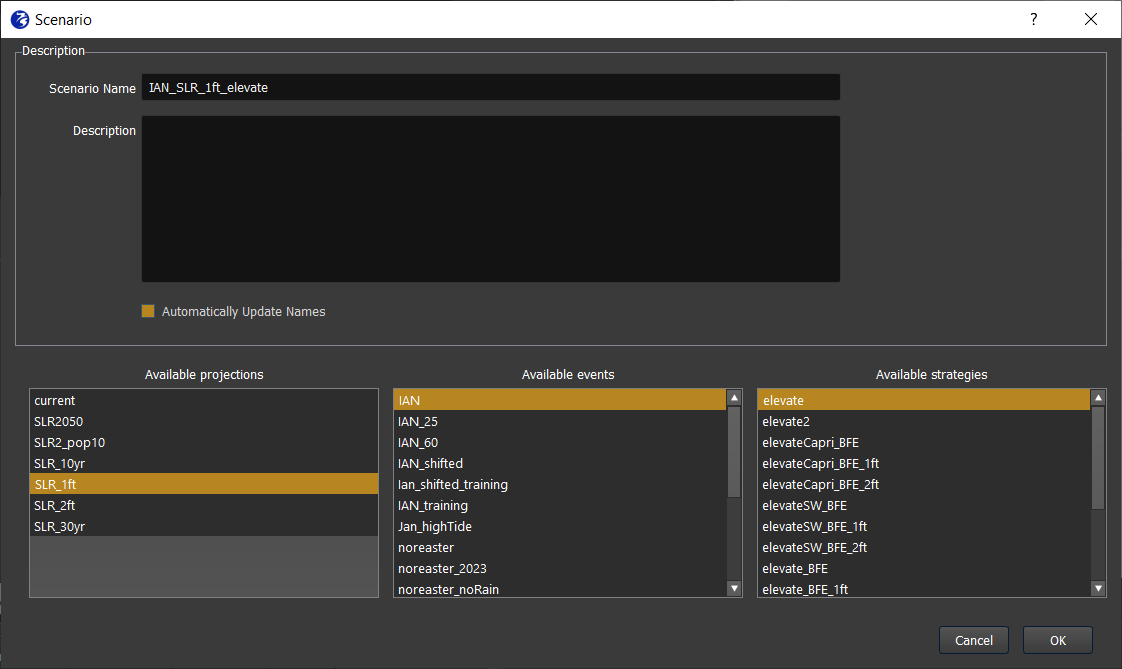 Scenario
?
Description
Scenario Name IAN_SLR_1ft_elevate
Description
Automatically Update Names
Available projections
current
SLR2050
SLR2_pop10
SLR_10yr
SLR_1ft
SLR_2ft
SLR_30yr
Available events
IAN
IAN_25
IAN_60
IAN_shifted
Ian_shifted_training
IAN_training
Jan_highTide
noreaster
noreaster_2023
noreaster_noRain
Available strategies
elevate
elevate2
elevateCapri_BFE
elevateCapri_BFE_1ft
elevateCapri_BFE_2ft
elevateSW_BFE
elevateSW_BFE_1ft
elevateSW_BFE_2ft
elevate_BFE
elevate_BFE_1ft
Cancel
OK